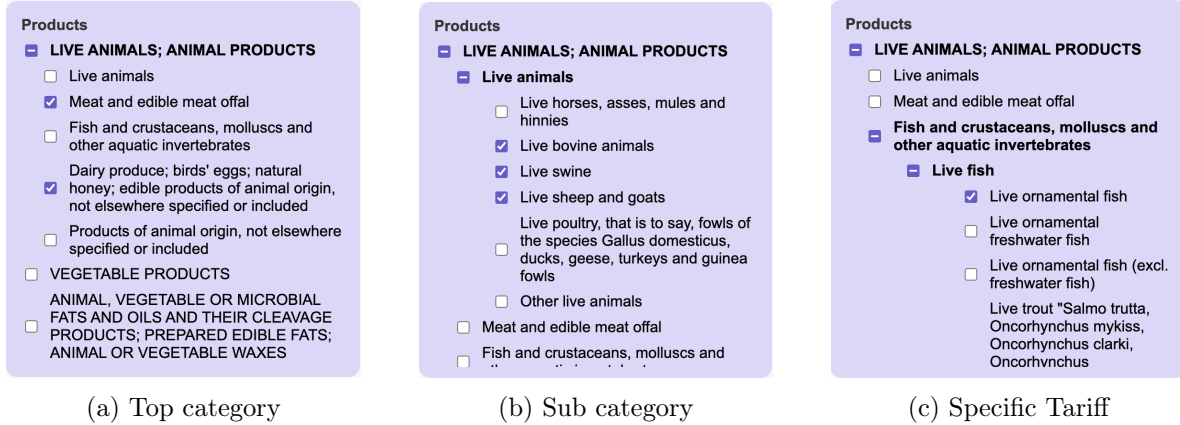 Products
LIVE ANIMALS; ANIMAL PRODUCTS
Live animals
Meat and edible meat offal
Fish and crustaceans, molluscs and
other aquatic invertebrates
Dairy produce; birds' eggs; natural
honey; edible products of animal origin,
not elsewhere specified or included
Products of animal origin, not elsewhere
specified or included
VEGETABLE PRODUCTS
ANIMAL, VEGETABLE OR MICROBIAL
FATS AND OILS AND THEIR CLEAVAGE
PRODUCTS; PREPARED EDIBLE FATS;
ANIMAL OR VEGETABLE WAXES
(a) Top category
Products
LIVE ANIMALS; ANIMAL PRODUCTS
Live animals
Live horses, asses, mules and
hinnies
Live bovine animals
Live swine
Live sheep and goats
Live poultry, that is to say, fowls of
the species Gallus domesticus,
ducks, geese, turkeys and guinea
fowls
Other live animals
Meat and edible meat offal
Fish and crustaceans, molluscs and
(b) Sub category
Products
LIVE ANIMALS; ANIMAL PRODUCTS
Live animals
Meat and edible meat offal
Fish and crustaceans, molluscs and
other aquatic invertebrates
Live fish
Live ornamental fish
Live ornamental
freshwater fish
Live ornamental fish (excl.
freshwater fish)
Live trout "Salmo trutta,
Oncorhynchus mykiss,
Oncorhynchus clarki,
Oncorhynchus
(c) Specific Tariff